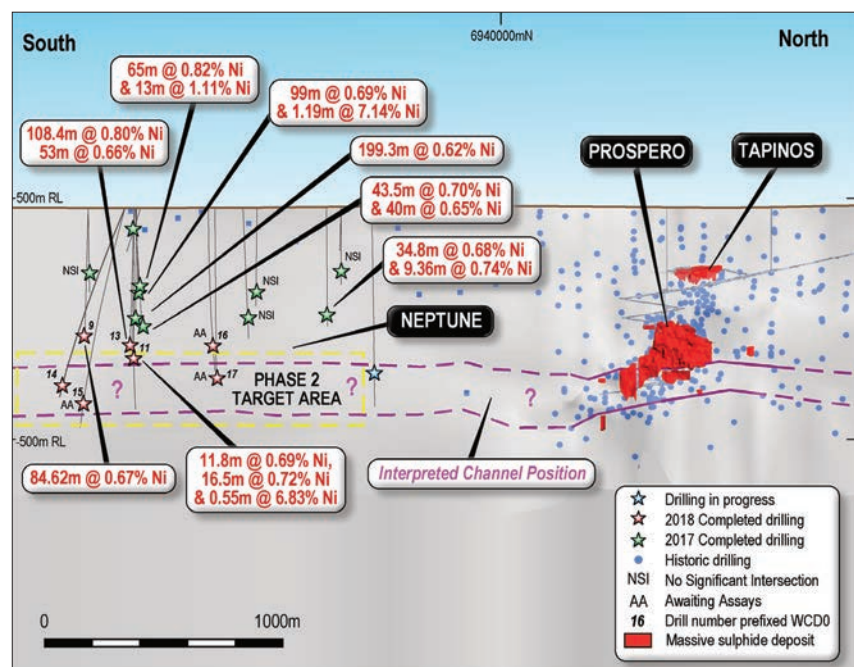 South
6940000mN
North
65m @ 0.82% Ni
& 13m @ 1.11% Ni
99m @ 0.69% Ni
& 1.19m @ 7.14% Ni
108.4m @ 0.80% Ni
53m @ 0.66% Ni
199.3m @ 0.62% Ni
43.5m @ 0.70% Ni
& 40m @ 0.65% Ni
34.8m @ 0.68% Ni
& 9.36m @ 0.74% Ni
PROSPERO
TAPINOS
500m RL
NSI
NSI
NSI
NEPTUNE
9
13
11
AA
16
14
15
AA
AA
17
?
PHASE 2
TARGET AREA
?
?
-500m RL
84.62m @ 0.67% Ni
11.8m @ 0.69% Ni,
16.5m @ 0.72% Ni
& 0.55m @ 6.83% Ni
Interpreted Channel Position
0
1000m
Drilling in progress
2018 Completed drilling
2017 Completed drilling
Historic drilling
NSI No Significant Intersection
AA Awaiting Assays
16 Drill number prefixed WCD0
Massive sulphide deposit